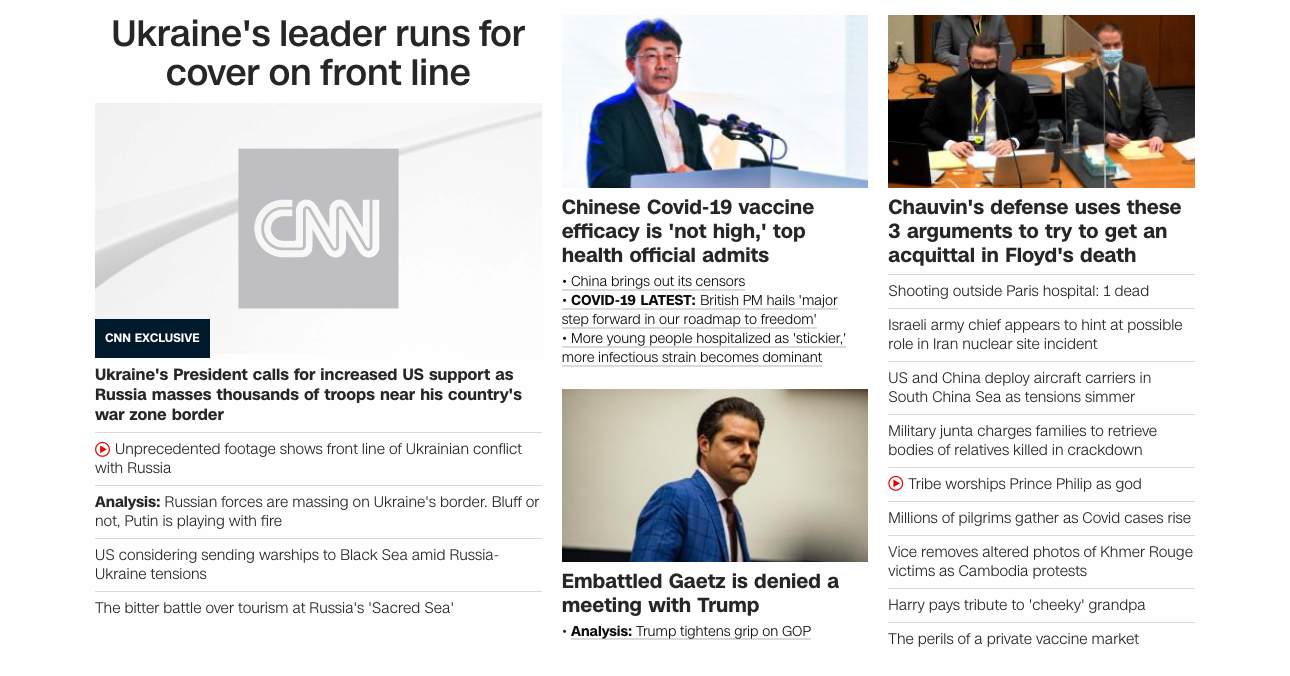 Ukraine's leader runs for
cover on front line
CNN
CNN EXCLUSIVE
Ukraine's President calls for increased US support as
Russia masses thousands of troops near his country's
war zone border
Unprecedented footage shows front line of Ukrainian conflict
with Russia
Analysis: Russian forces are massing on Ukraine's border. Bluff or
not, Putin is playing with fire
US considering sending warships to Black Sea amid Russia-
Ukraine tensions
The bitter battle over tourism at Russia's 'Sacred Sea'
Chinese Covid-19 vaccine
efficacy is 'not high,' top
health official admits
• China brings out its censors
• COVID-19 LATEST: British PM hails 'major
step forward in our roadmap to freedom'
• More young people hospitalized as 'stickier,'
more infectious strain becomes dominant
Embattled Gaetz is denied a
meeting with Trump
• Analysis: Trump tightens grip on GOP
Chauvin's defense uses these
3 arguments to try to get an
acquittal in Floyd's death
Shooting outside Paris hospital: 1 dead
Israeli army chief appears to hint at possible
role in Iran nuclear site incident
US and China deploy aircraft carriers in
South China Sea as tensions simmer
Military junta charges families to retrieve
bodies of relatives killed in crackdown
Tribe worships Prince Philip as god
Millions of pilgrims gather as Covid cases rise
Vice removes altered photos of Khmer Rouge
victims as Cambodia protests
Harry pays tribute to 'cheeky' grandpa
The perils of a private vaccine market